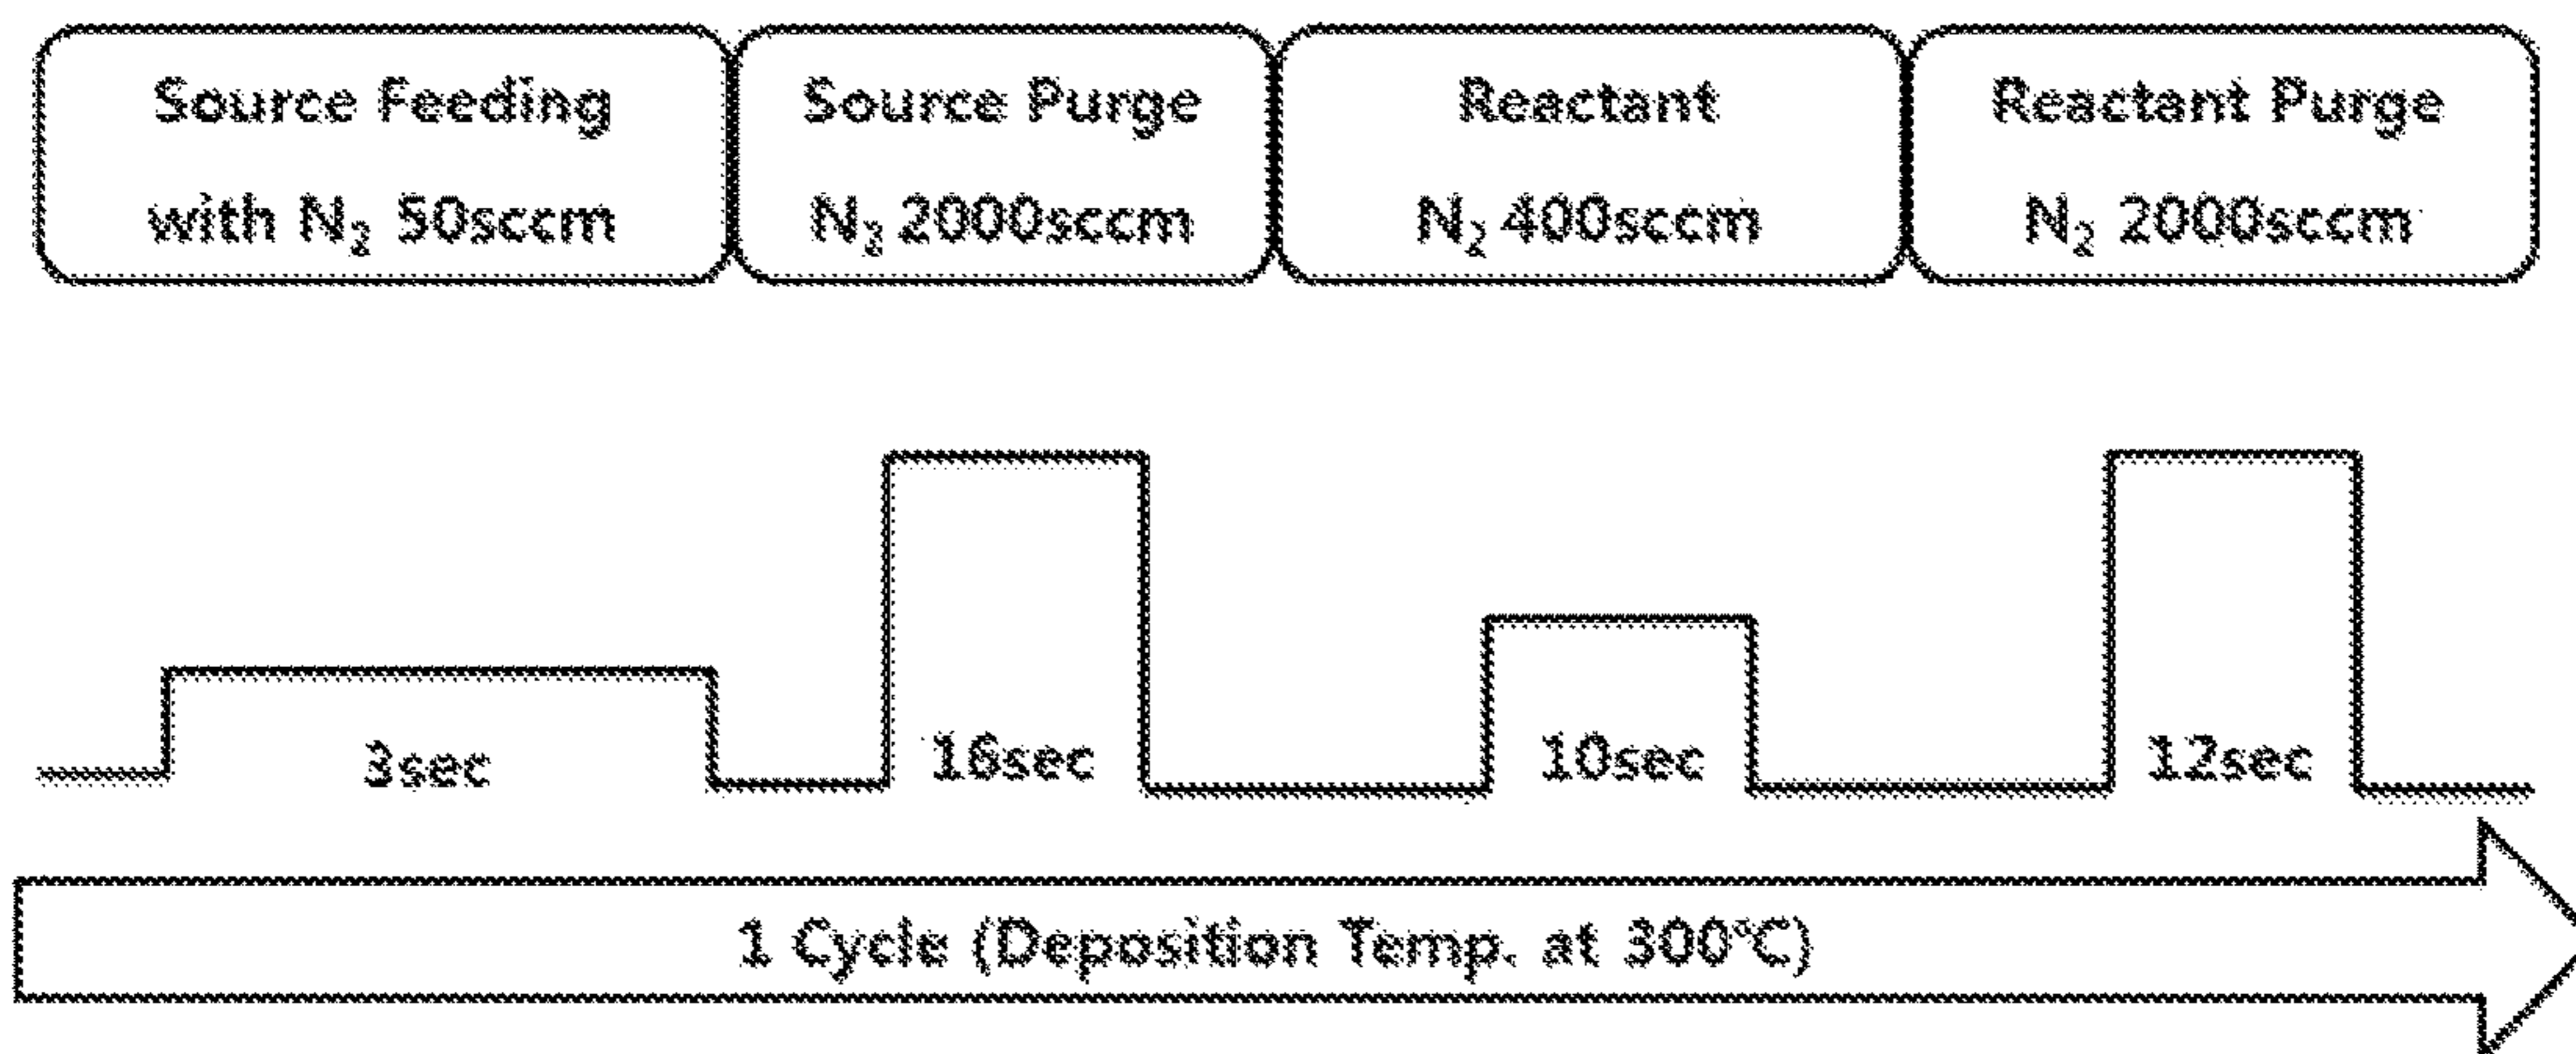 Source Feeding
with N₂ 50sccm
Source Purge
N₂ 2000sccm
Reactant
N₂ 400sccm
Reactant Purge
N₂ 2000sccm
3sec
16sec
10sec
12sec
1 Cycle (Deposition Temp. at 300℃)